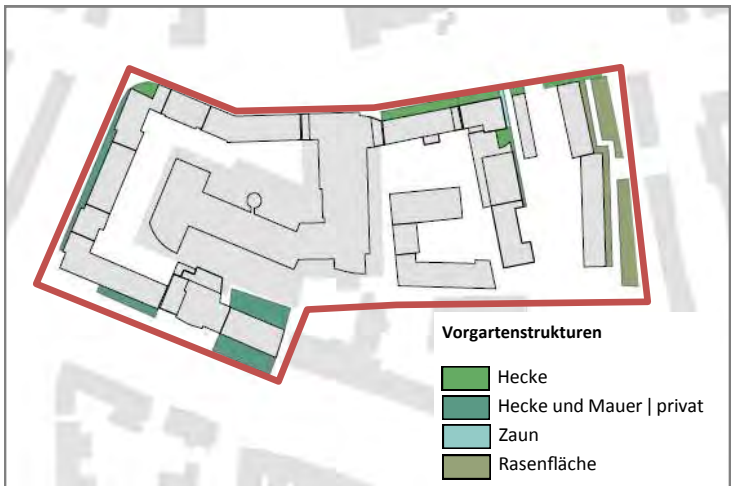 Vorgartenstrukturen
Hecke
Hecke und Mauer | privat
Zaun
Rasenfläche